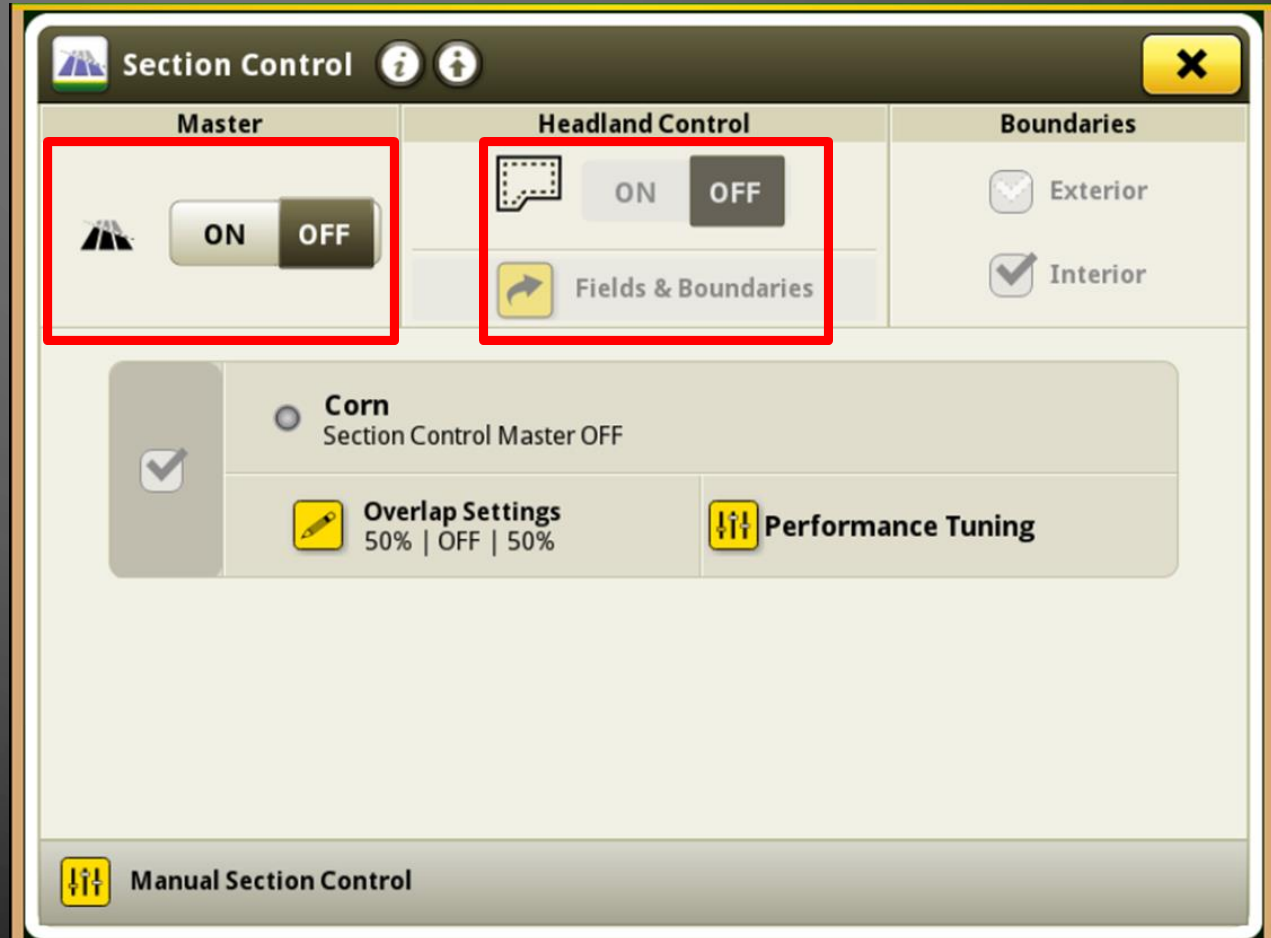 Section Control
Master
Headland Control
Boundaries
ON OFF
ON OFF
Fields & Boundaries
Exterior
Interior
Corn
Section Control Master OFF
Overlap Settings
50% | OFF | 50%
Performance Tuning
Manual Section Control